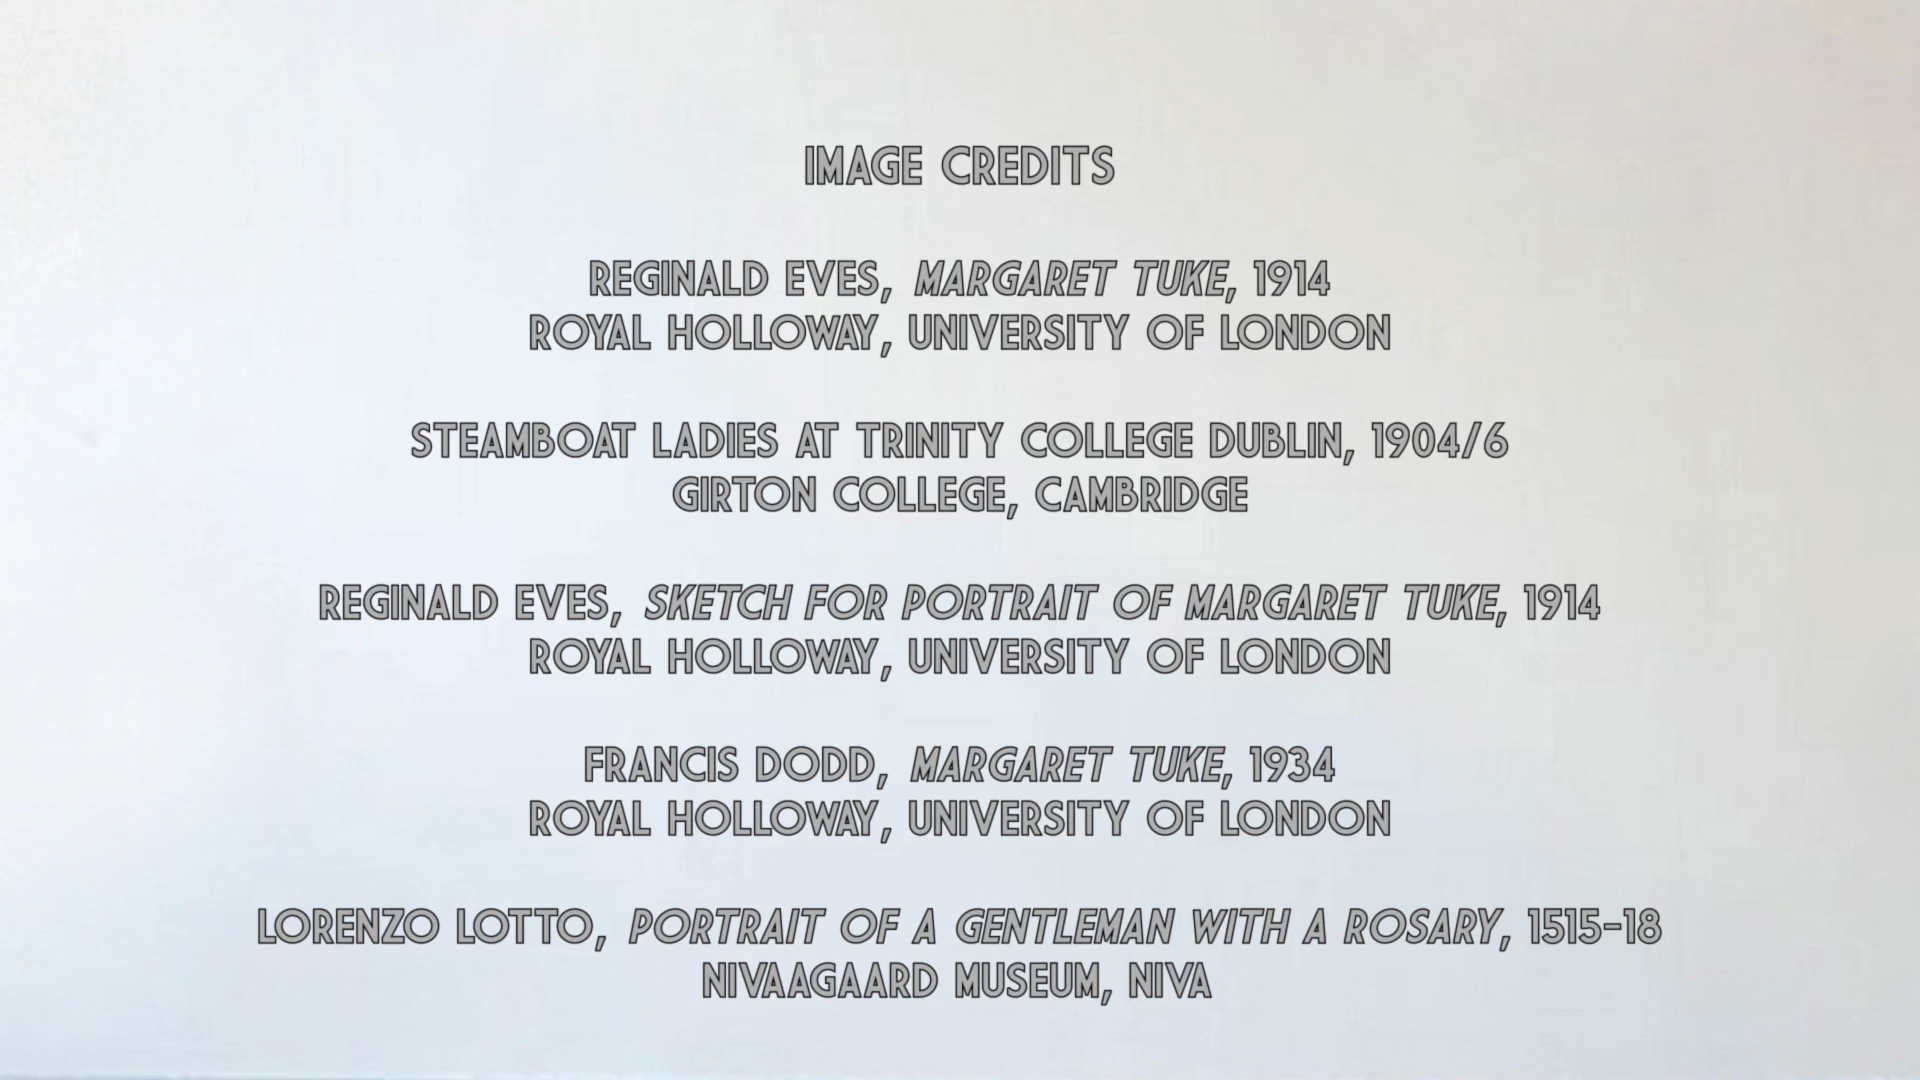 IMAGE CREDITS
REGINALD EVES, MARGARET TUKE, 1914
ROYAL HOLLOWAY, UNIVERSITY OF LONDON
STEAMBOAT LADIES AT TRINITY COLLEGE DUBLIN, 1904/6
GIRTON COLLEGE, CAMBRIDGE
REGINALD EVES, SKETCH FOR PORTRAIT OF MARGARET TUKE, 1914
ROYAL HOLLOWAY, UNIVERSITY OF LONDON
FRANCIS DODD, MARGARET TUKE, 1934
ROYAL HOLLOWAY, UNIVERSITY OF LONDON
LORENZO LOTTO, PORTRAIT OF A GENTLEMAN WITH A ROSARY, 1515-18
NIVAAGAARD MUSEUM, NIVA